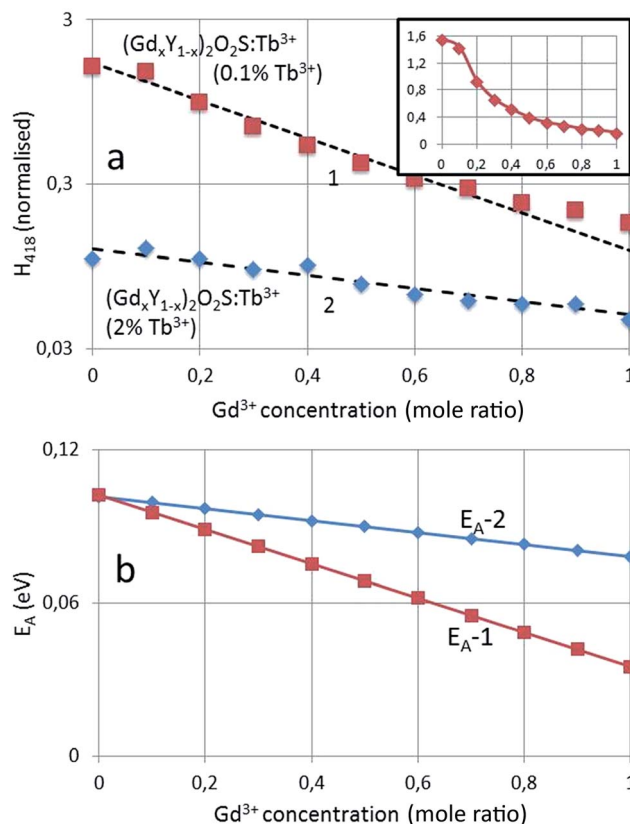 3
(GdxY1-x)2O2S:Tb3+
(0.1% Tb3+)
1,6
1,2
0,8
0,4
0
0 0,2 0,4 0,6 0,8 1
a
1
0.3
H418 (normalised)
(GdxY1-x)2O2S:Tb3+
(2% Tb3+)
2
0,03
0 0,2 0,4 0,6 0,8 1
Gd3+ concentration (mole ratio)
0,12
EA-2
b
0,06
EA (eV)
EA-1
0
0 0,2 0,4 0,6 0,8 1
Gd3+ concentration (mole ratio)